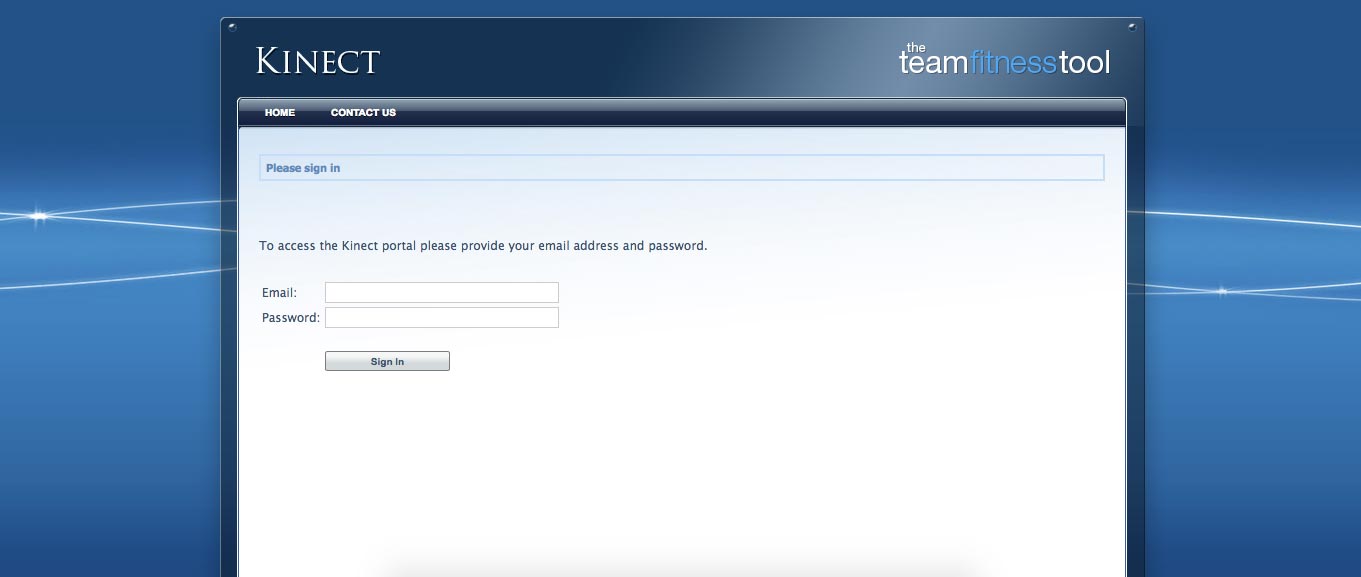 KINECT
the
teamfitnesstool
HOME CONTACT US
Please sign in
To access the Kinect portal please provide your email address and password.
Email:
Password:
Sign In